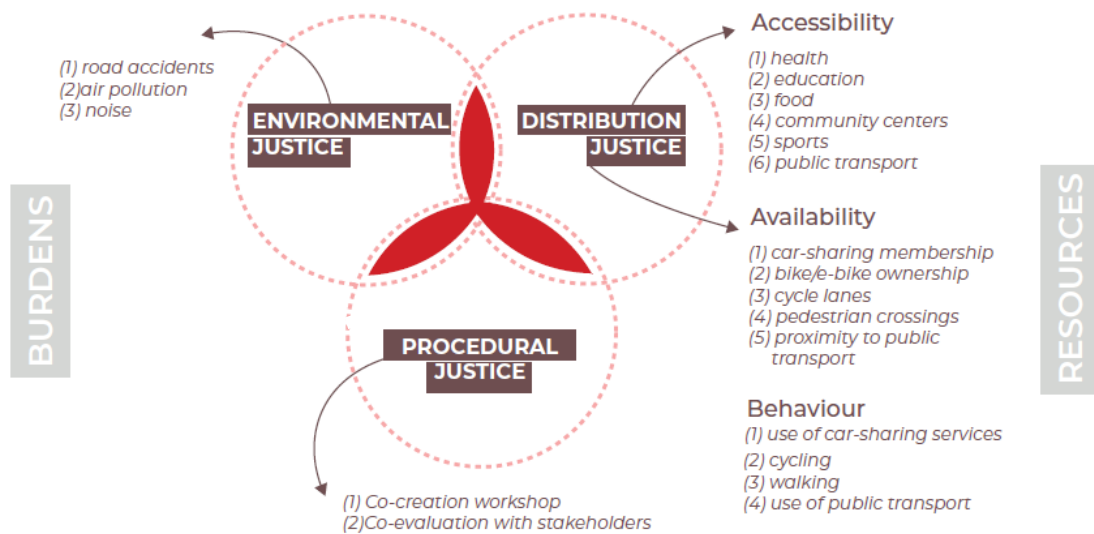 BURDENS
(1) road accidents
(2)air pollution
(3) noise
ENVIRONMENTAL
JUSTICE
DISTRIBUTION
JUSTICE
PROCEDURAL
JUSTICE
(1) Co-creation workshop
(2)Co-evaluation with stakeholders
Accessibility
(1) health
(2) education
(3) food
(4) community centers
(5) sports
(6) public transport
Availability
(1) car-sharing membership
(2) bike/e-bike ownership
(3) cycle lanes
(4) pedestrian crossings
(5) proximity to public
transport
Behaviour
(1) use of car-sharing services
(2) cycling
(3) walking
(4) use of public transport
RESOURCES